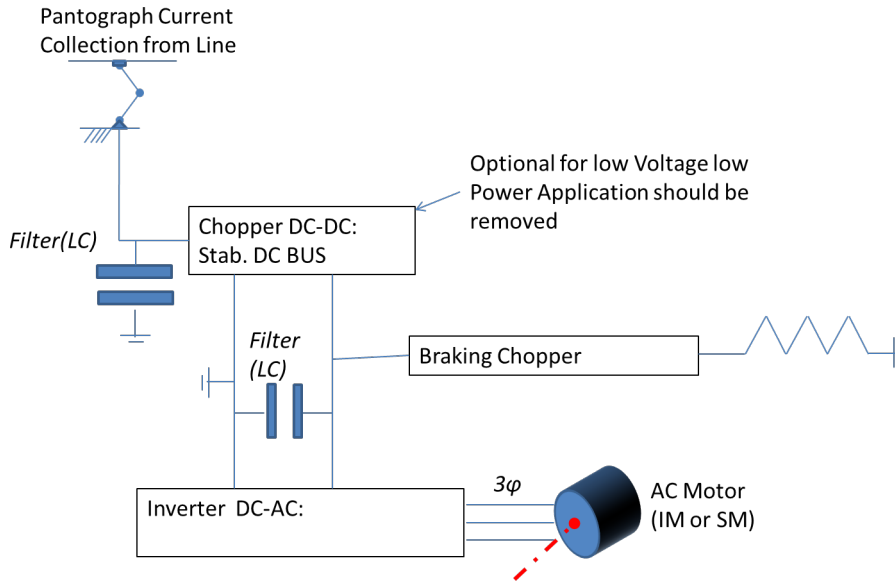 Pantograph Current
Collection from Line
Optional for low Voltage low
Power Application should be
removed
Filter(LC)
Chopper DC-DC:
Stab. DC BUS
Filter
(LC)
Braking Chopper
Inverter DC-AC:
3φ
AC Motor
(IM or SM)